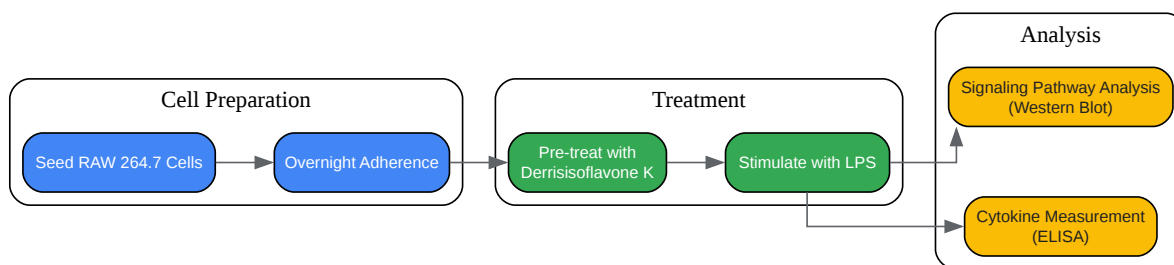 Cell Preparation
Seed RAW 264.7 Cells
Overnight Adherence
Treatment
Pre-treat with
Derrisisoflavone K
Stimulate with LPS
Analysis
Signaling Pathway Analysis
(Western Blot)
Cytokine Measurement
(ELISA)